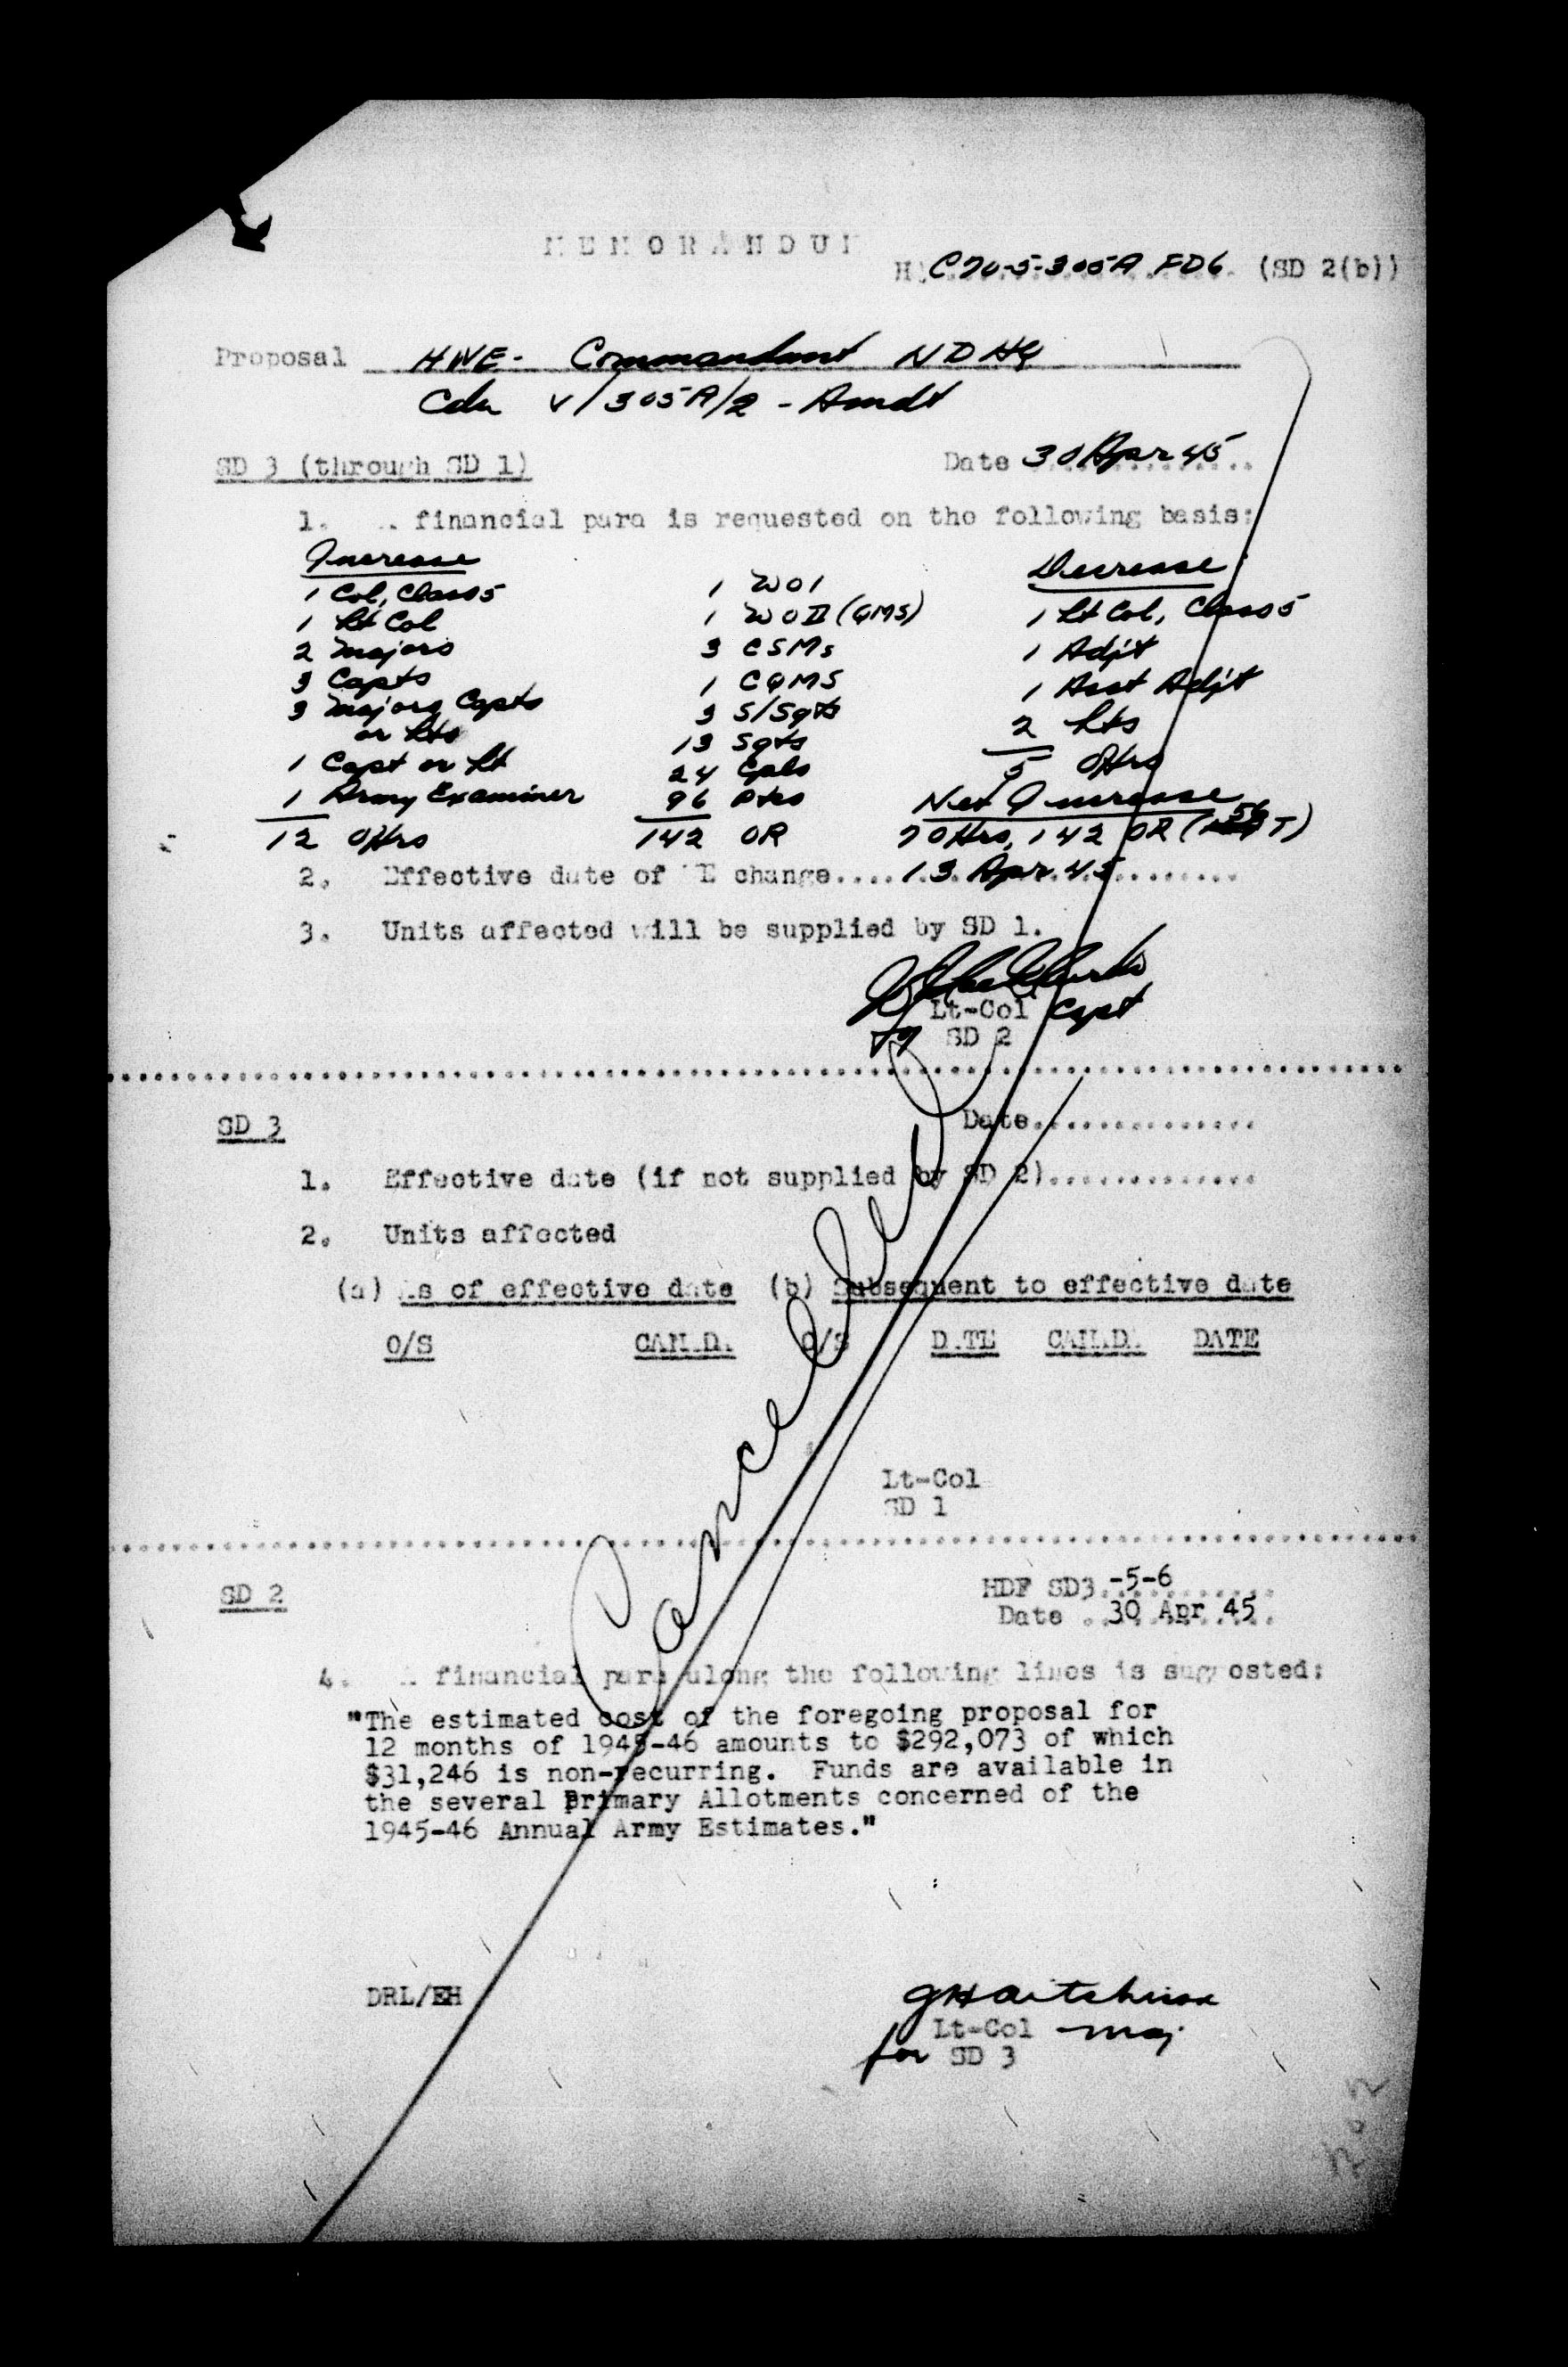 MEMORANDUM
H.C.70-5-305A FD6 (SD 2(b))
Proposal HWE- Commandant NDHQ
Cdn V/305A/2 - Amdt
SD 3 (through SD 1)
Date 30 Apr 45
1. A financial para is requested on the following basis:
Increase
1 Col, Class 5
1 Lt Col
2 Majors
3 Capts
3 Majors, Capts
or Lts
1 Capt or Lt
1 Army Examiner
12 Offrs
1 WOI
1 WOII (QMS)
3 CSMs
1 CQMS
3 S/Sgts
13 Sgts
24 Cpls
96 Ptes
142 OR
Decrease
1 Lt Col, Class 5
1 Adjt
1 Asst Adjt
2 Lts
5 Offrs
Net Increase
7 Offrs, 142 OR (56 T)
2. Effective date of WE change....13 Apr 45
3. Units affected will be supplied by SD 1.
Lt-Col Capt
SD 2
SD 3
Date
1. Effective date (if not supplied by SD 2)
2. Units affected
(a) As of effective date (b) Subsequent to effective date
O/S CANADA O/S DATE CANADA DATE
Cancelled
Lt-Col
SD 1
SD 2
HDF SD3 -5-6
Date 30 Apr 45
4. A financial para along the following lines is suggested:
"The estimated cost of the foregoing proposal for
12 months of 1945-46 amounts to $292,073 of which
$31,246 is non-recurring. Funds are available in
the several Primary Allotments concerned of the
1945-46 Annual Army Estimates."
DRL/EH
GHAitchison
Lt-Col Maj
for SD 3
202